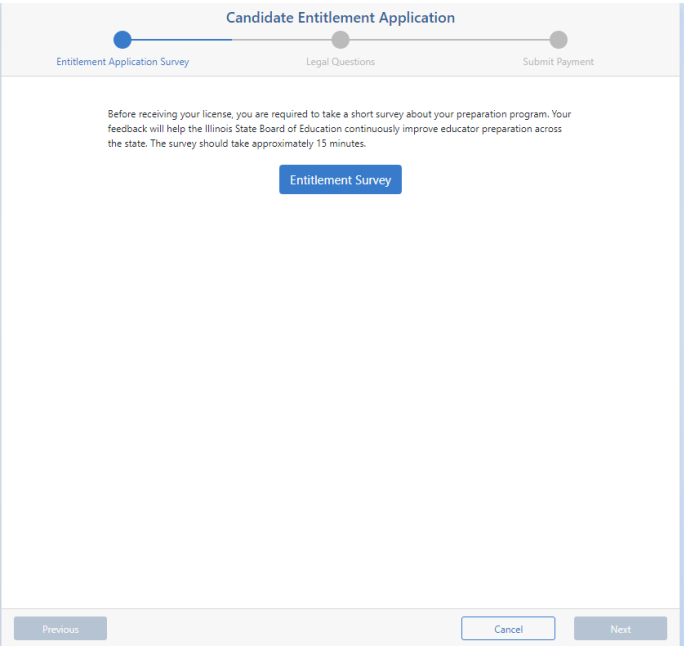 Candidate Entitlement Application
Entitlement Application Survey
Legal Questions
Submit Payment
Before receiving your license, you are required to take a short survey about your preparation program. Your
feedback will help the Illinois State Board of Education continuously improve educator preparation across
the state. The survey should take approximately 15 minutes.
Entitlement Survey
Previous
Cancel
Next